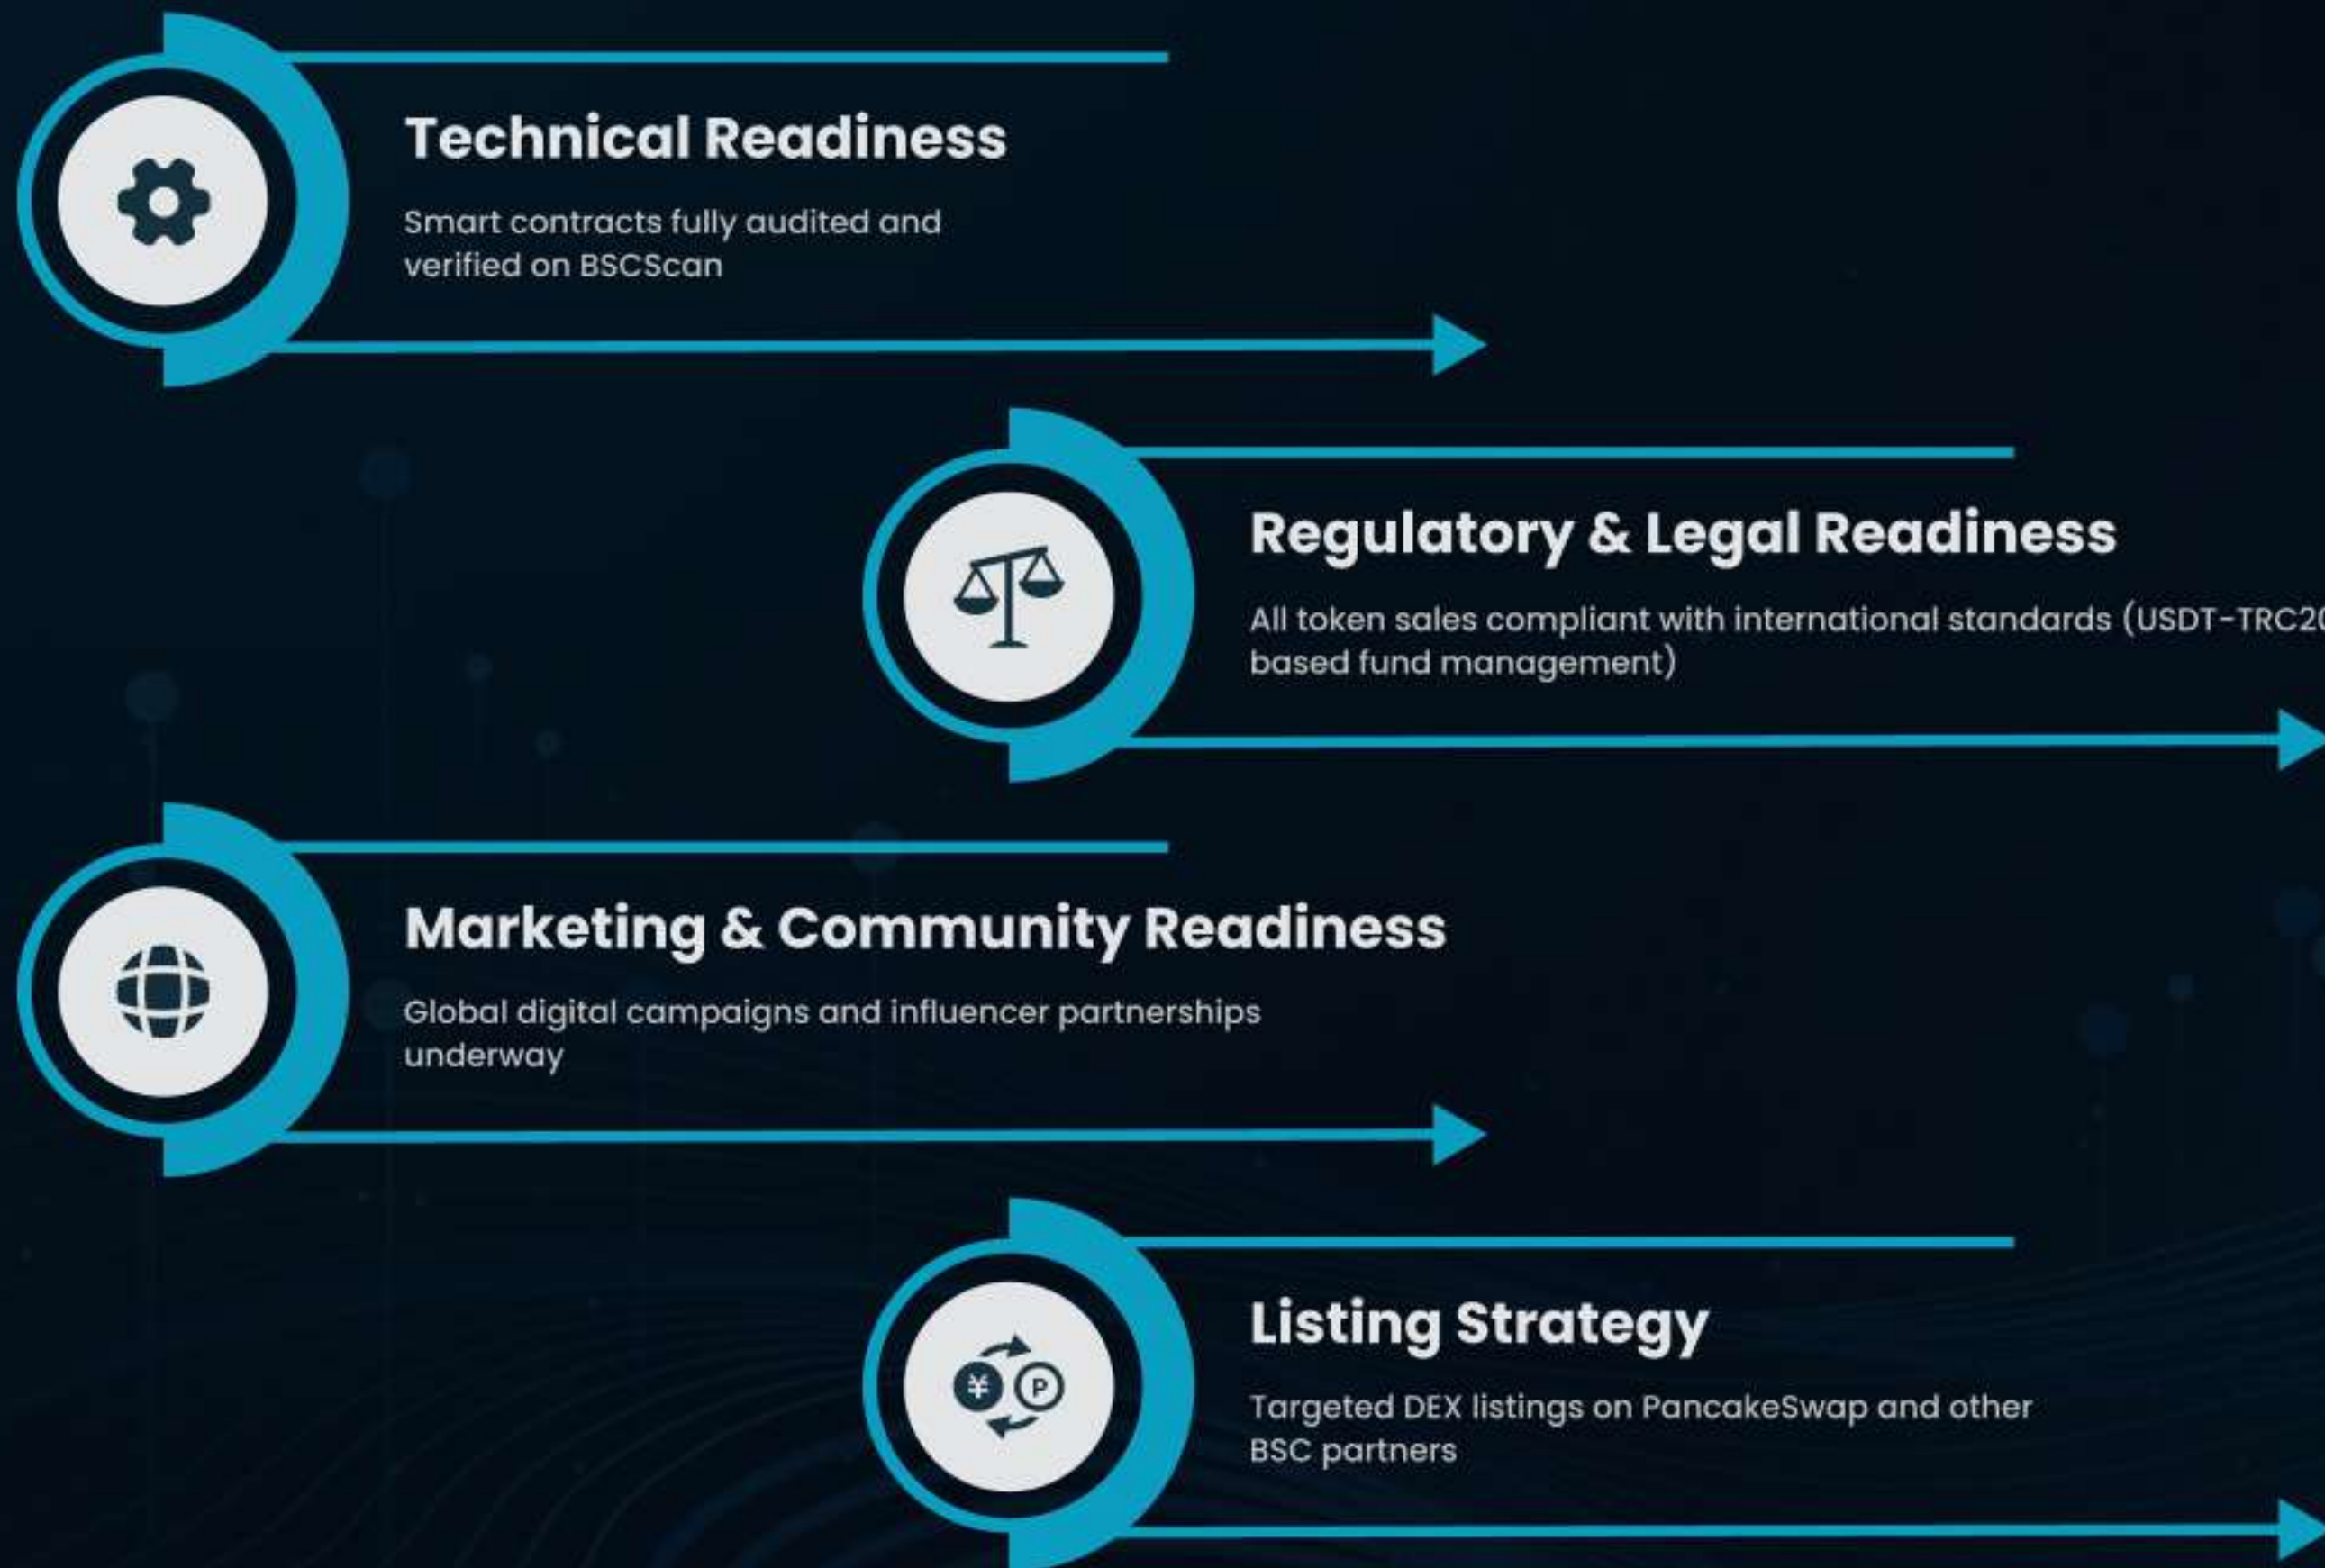 Technical Readiness
Smart contracts fully audited and
verified on BSCScan
Regulatory & Legal Readiness
All token sales compliant with international standards (USDT-TRC20
based fund management)
Marketing & Community Readiness
Global digital campaigns and influencer partnerships
underway
Listing Strategy
¥ P
Targeted DEX listings on PancakeSwap and other
BSC partners